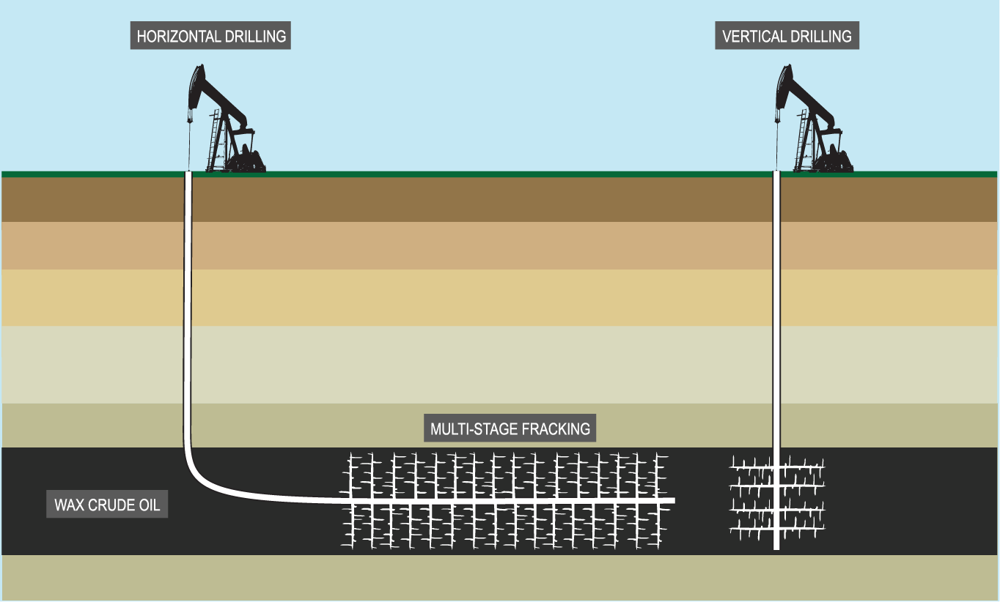 HORIZONTAL DRILLING
VERTICAL DRILLING
MULTI-STAGE FRACKING
WAX CRUDE OIL